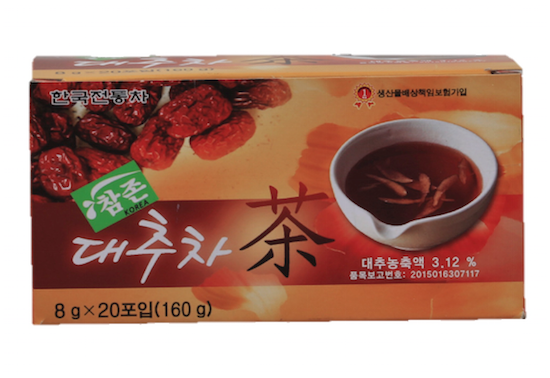 한국전통차
생산물배상책임보험가입
참존
KOREA
대추차 茶
대추농축액 3.12 %
품목보고번호: 2015016307117
8 g×20포입(160 g)